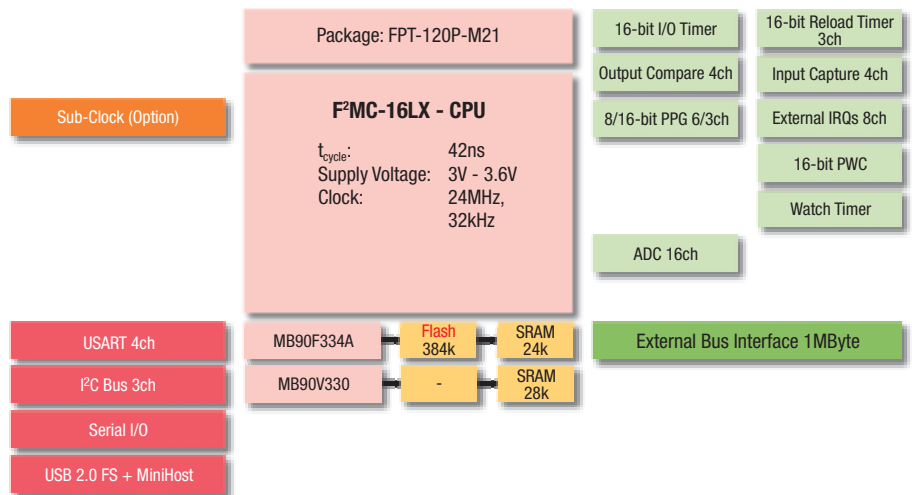 Package: FPT-120P-M21
16-bit I/O Timer
16-bit Reload Timer
3ch
Output Compare 4ch
Input Capture 4ch
Sub-Clock (Option)
F²MC-16LX - CPU
8/16-bit PPG 6/3ch
External IRQs 8ch
t_cycle: 42ns
Supply Voltage: 3V - 3.6V
Clock: 24MHz,
32kHz
16-bit PWC
Watch Timer
ADC 16ch
USART 4ch
MB90F334A
Flash
384k
SRAM
24k
External Bus Interface 1MByte
I²C Bus 3ch
MB90V330
-
SRAM
28k
Serial I/O
USB 2.0 FS + MiniHost